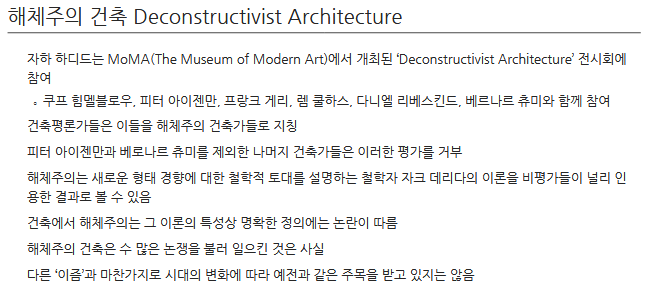 해체주의 건축 Deconstructivist Architecture
자하 하디드는 MoMA(The Museum of Modern Art)에서 개최된 ‘Deconstructivist Architecture’ 전시회에
참여
◦ 쿠프 힘멜블로우, 피터 아이젠만, 프랑크 게리, 렘 쿨하스, 다니엘 리베스킨드, 베르나르 츄미와 함께 참여
건축평론가들은 이들을 해체주의 건축가들로 지칭
피터 아이젠만과 베로나르 츄미를 제외한 나머지 건축가들은 이러한 평가를 거부
해체주의는 새로운 형태 경향에 대한 철학적 토대를 설명하는 철학자 자크 데리다의 이론을 비평가들이 널리 인
용한 결과로 볼 수 있음
건축에서 해체주의는 그 이론의 특성상 명확한 정의에는 논란이 따름
해체주의 건축은 수 많은 논쟁을 불러 일으킨 것은 사실
다른 ‘이즘’과 마찬가지로 시대의 변화에 따라 예전과 같은 주목을 받고 있지는 않음